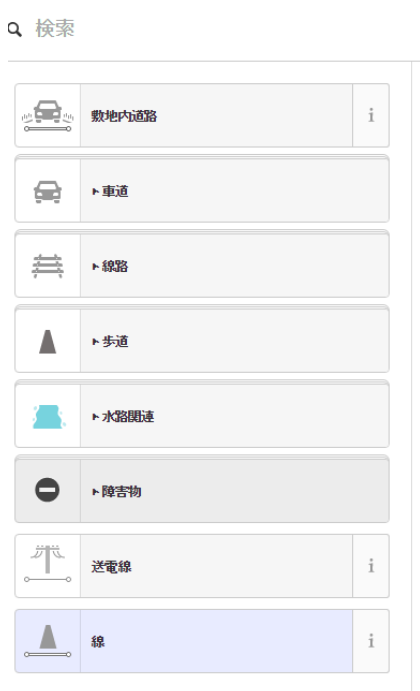 検索
敷地内道路
i
▸ 車道
▸ 線路
▸ 歩道
▸ 水路関連
▸ 障害物
送電線
i
線
i